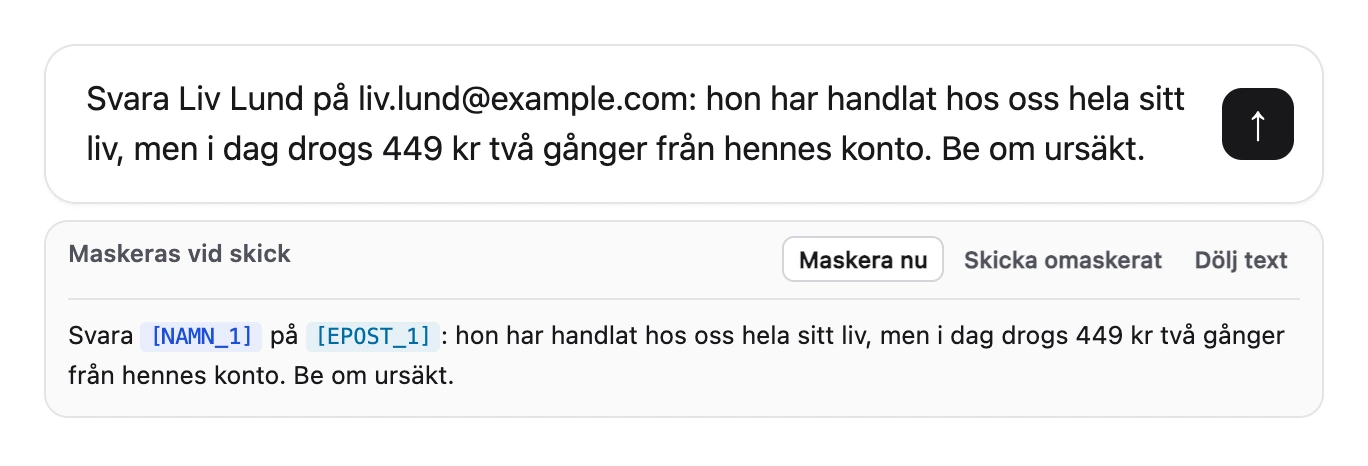 Svara Liv Lund på liv.lund@example.com: hon har handlat hos oss hela sitt
liv, men i dag drogs 449 kr två gånger från hennes konto. Be om ursäkt.
↑
Maskeras vid skick
Maskera nu
Skicka omaskerat
Dölj text
Svara [NAMN_1] på [EPOST_1]: hon har handlat hos oss hela sitt liv, men i dag drogs 449 kr två gånger
från hennes konto. Be om ursäkt.